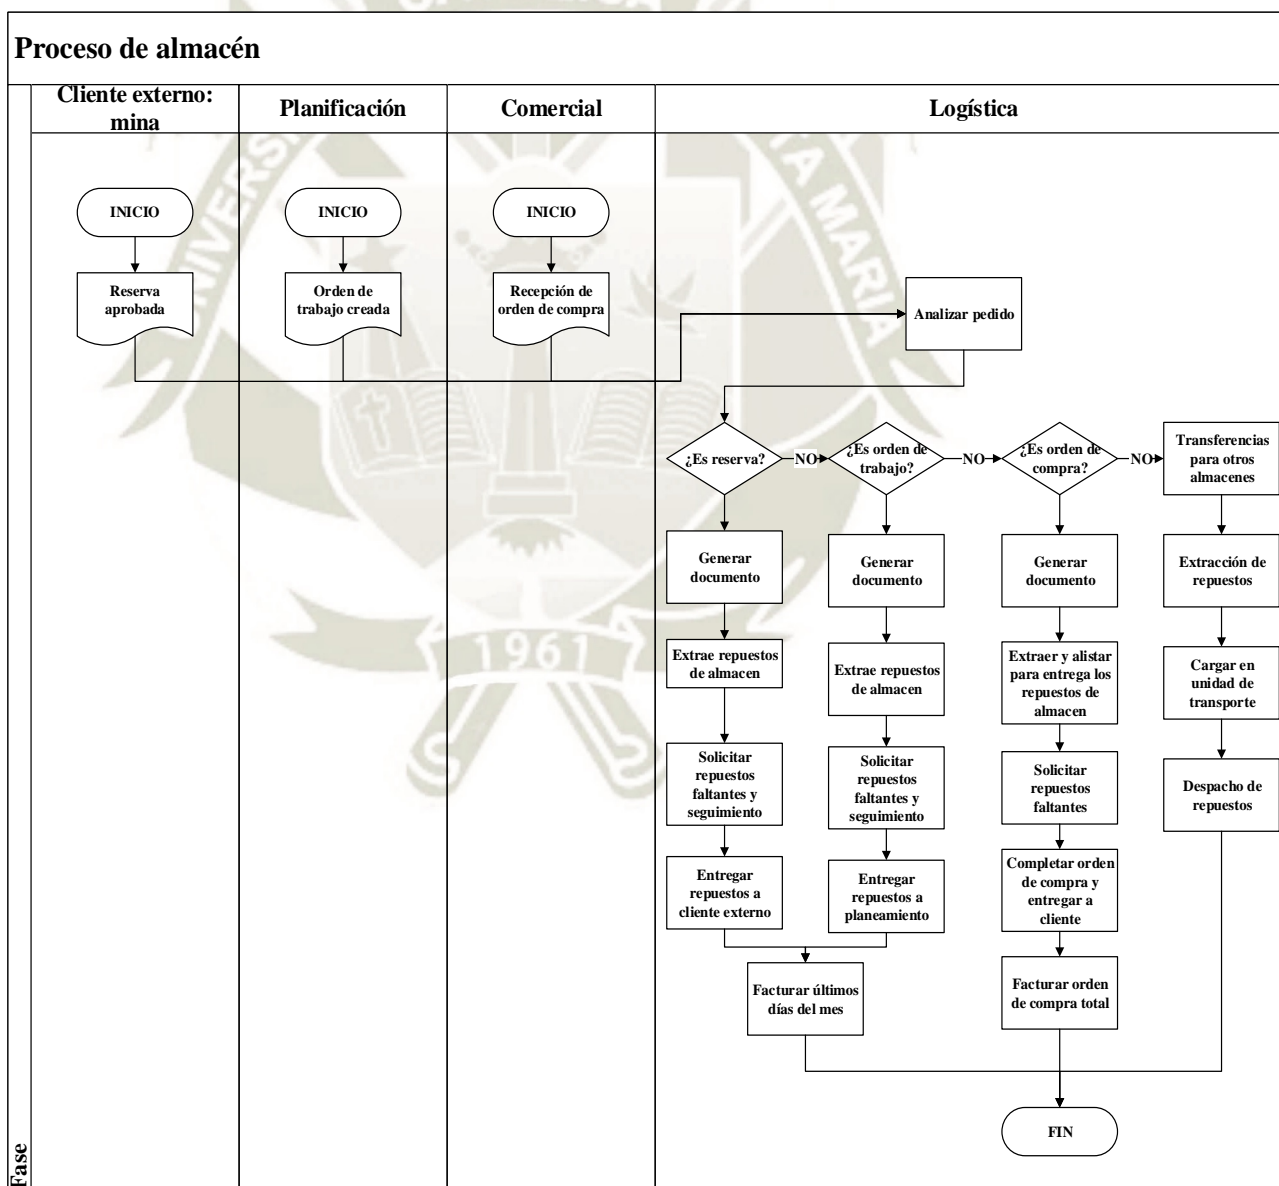 CATÓLICA
UNIVERSI
TA MARIA
1961
Proceso de almacén
Cliente externo:
mina
Planificación
Comercial
Logística
INICIO
INICIO
INICIO
Reserva
aprobada
Orden de
trabajo creada
Recepción de
orden de compra
Analizar pedido
¿Es reserva?
NO
¿Es orden de
trabajo?
NO
¿Es orden de
compra?
NO
Transferencias
para otros
almacenes
Generar
documento
Generar
documento
Generar
documento
Extracción de
repuestos
Extrae repuestos
de almacen
Extrae repuestos
de almacen
Extraer y alistar
para entrega los
repuestos de
almacen
Cargar en
unidad de
transporte
Solicitar
repuestos
faltantes y
seguimiento
Solicitar
repuestos
faltantes y
seguimiento
Solicitar
repuestos
faltantes
Despacho de
repuestos
Entregar
repuestos a
cliente externo
Entregar
repuestos a
planeamiento
Completar orden
de compra y
entregar a
cliente
Facturar últimos
días del mes
Facturar orden
de compra total
FIN
Fase